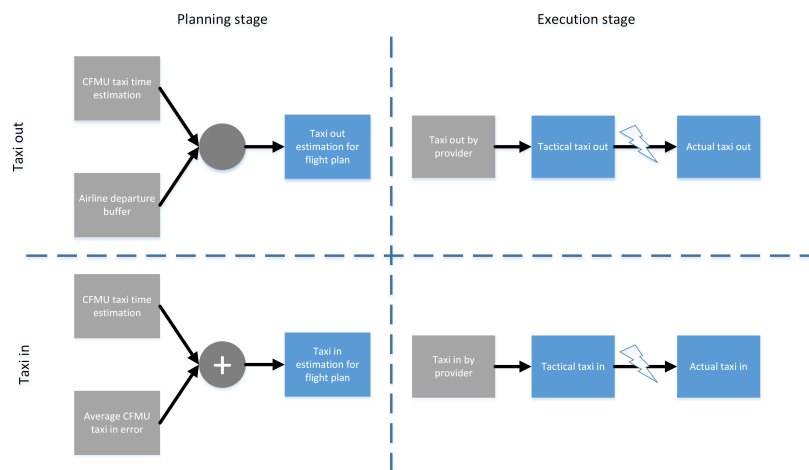 Planning stage
Execution stage
Taxi out
CFMU taxi time
estimation
Airline departure
buffer
Taxi out
estimation for
flight plan
Taxi out by
provider
Tactical taxi out
Actual taxi out
Taxi in
CFMU taxi time
estimation
Average CFMU
taxi in error
+
Taxi in
estimation for
flight plan
Taxi in by
provider
Tactical taxi in
Actual taxi in